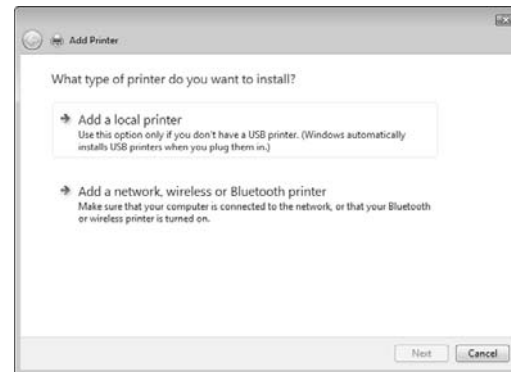 Add Printer
What type of printer do you want to install?
Add a local printer
Use this option only if you don't have a USB printer. (Windows automatically
installs USB printers when you plug them in.)
Add a network, wireless or Bluetooth printer
Make sure that your computer is connected to the network, or that your Bluetooth
or wireless printer is turned on.
Next
Cancel